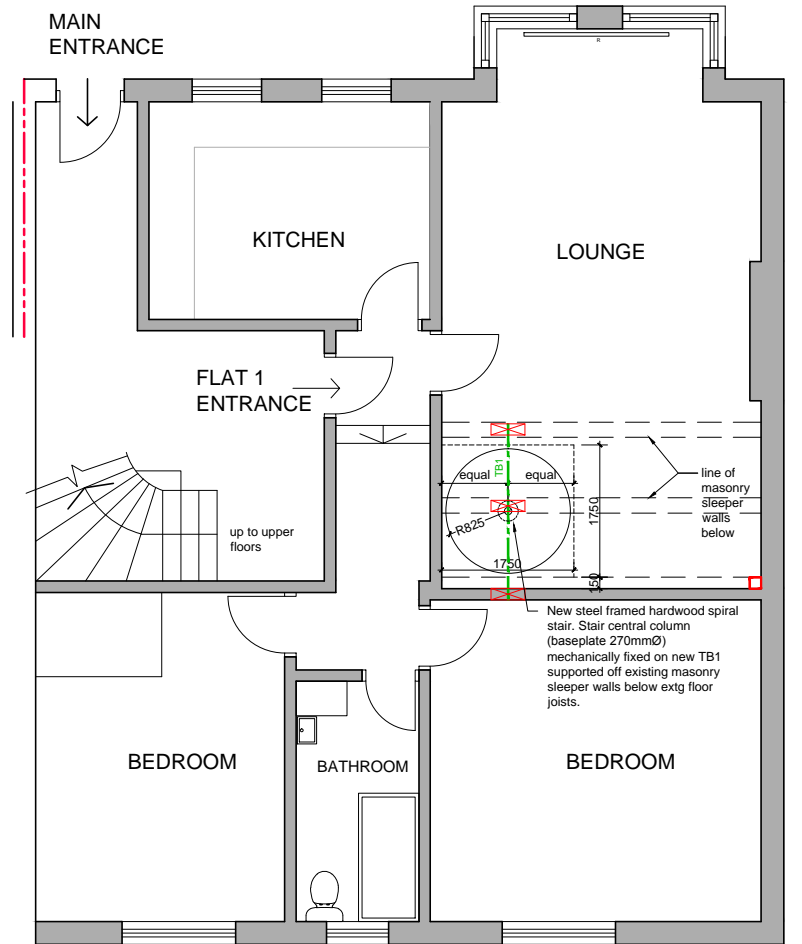 MAIN
ENTRANCE
R
KITCHEN
LOUNGE
FLAT 1
ENTRANCE
equal
TB1
equal
R825
1750
1750
150
line of
masonry
sleeper
walls
below
up to upper
floors
New steel framed hardwood spiral
stair. Stair central column
(baseplate 270mmØ)
mechanically fixed on new TB1
supported off existing masonry
sleeper walls below extg floor
joists.
BEDROOM
BATHROOM
BEDROOM